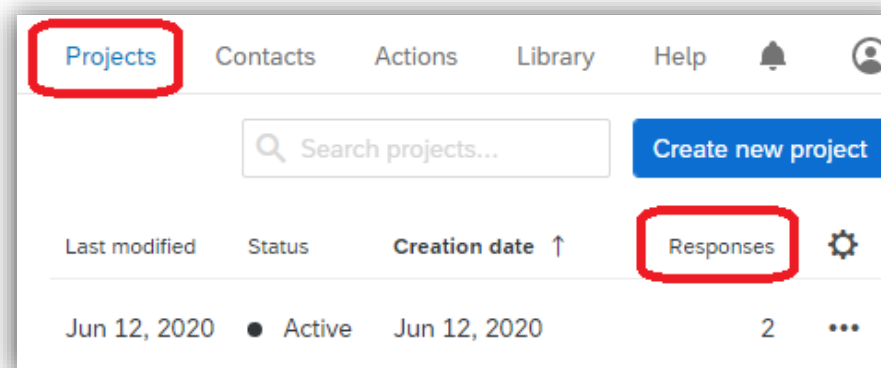 Projects Contacts Actions Library Help
Search projects... Create new project
Last modified Status Creation date ↑ Responses
Jun 12, 2020 ● Active Jun 12, 2020 2 •••